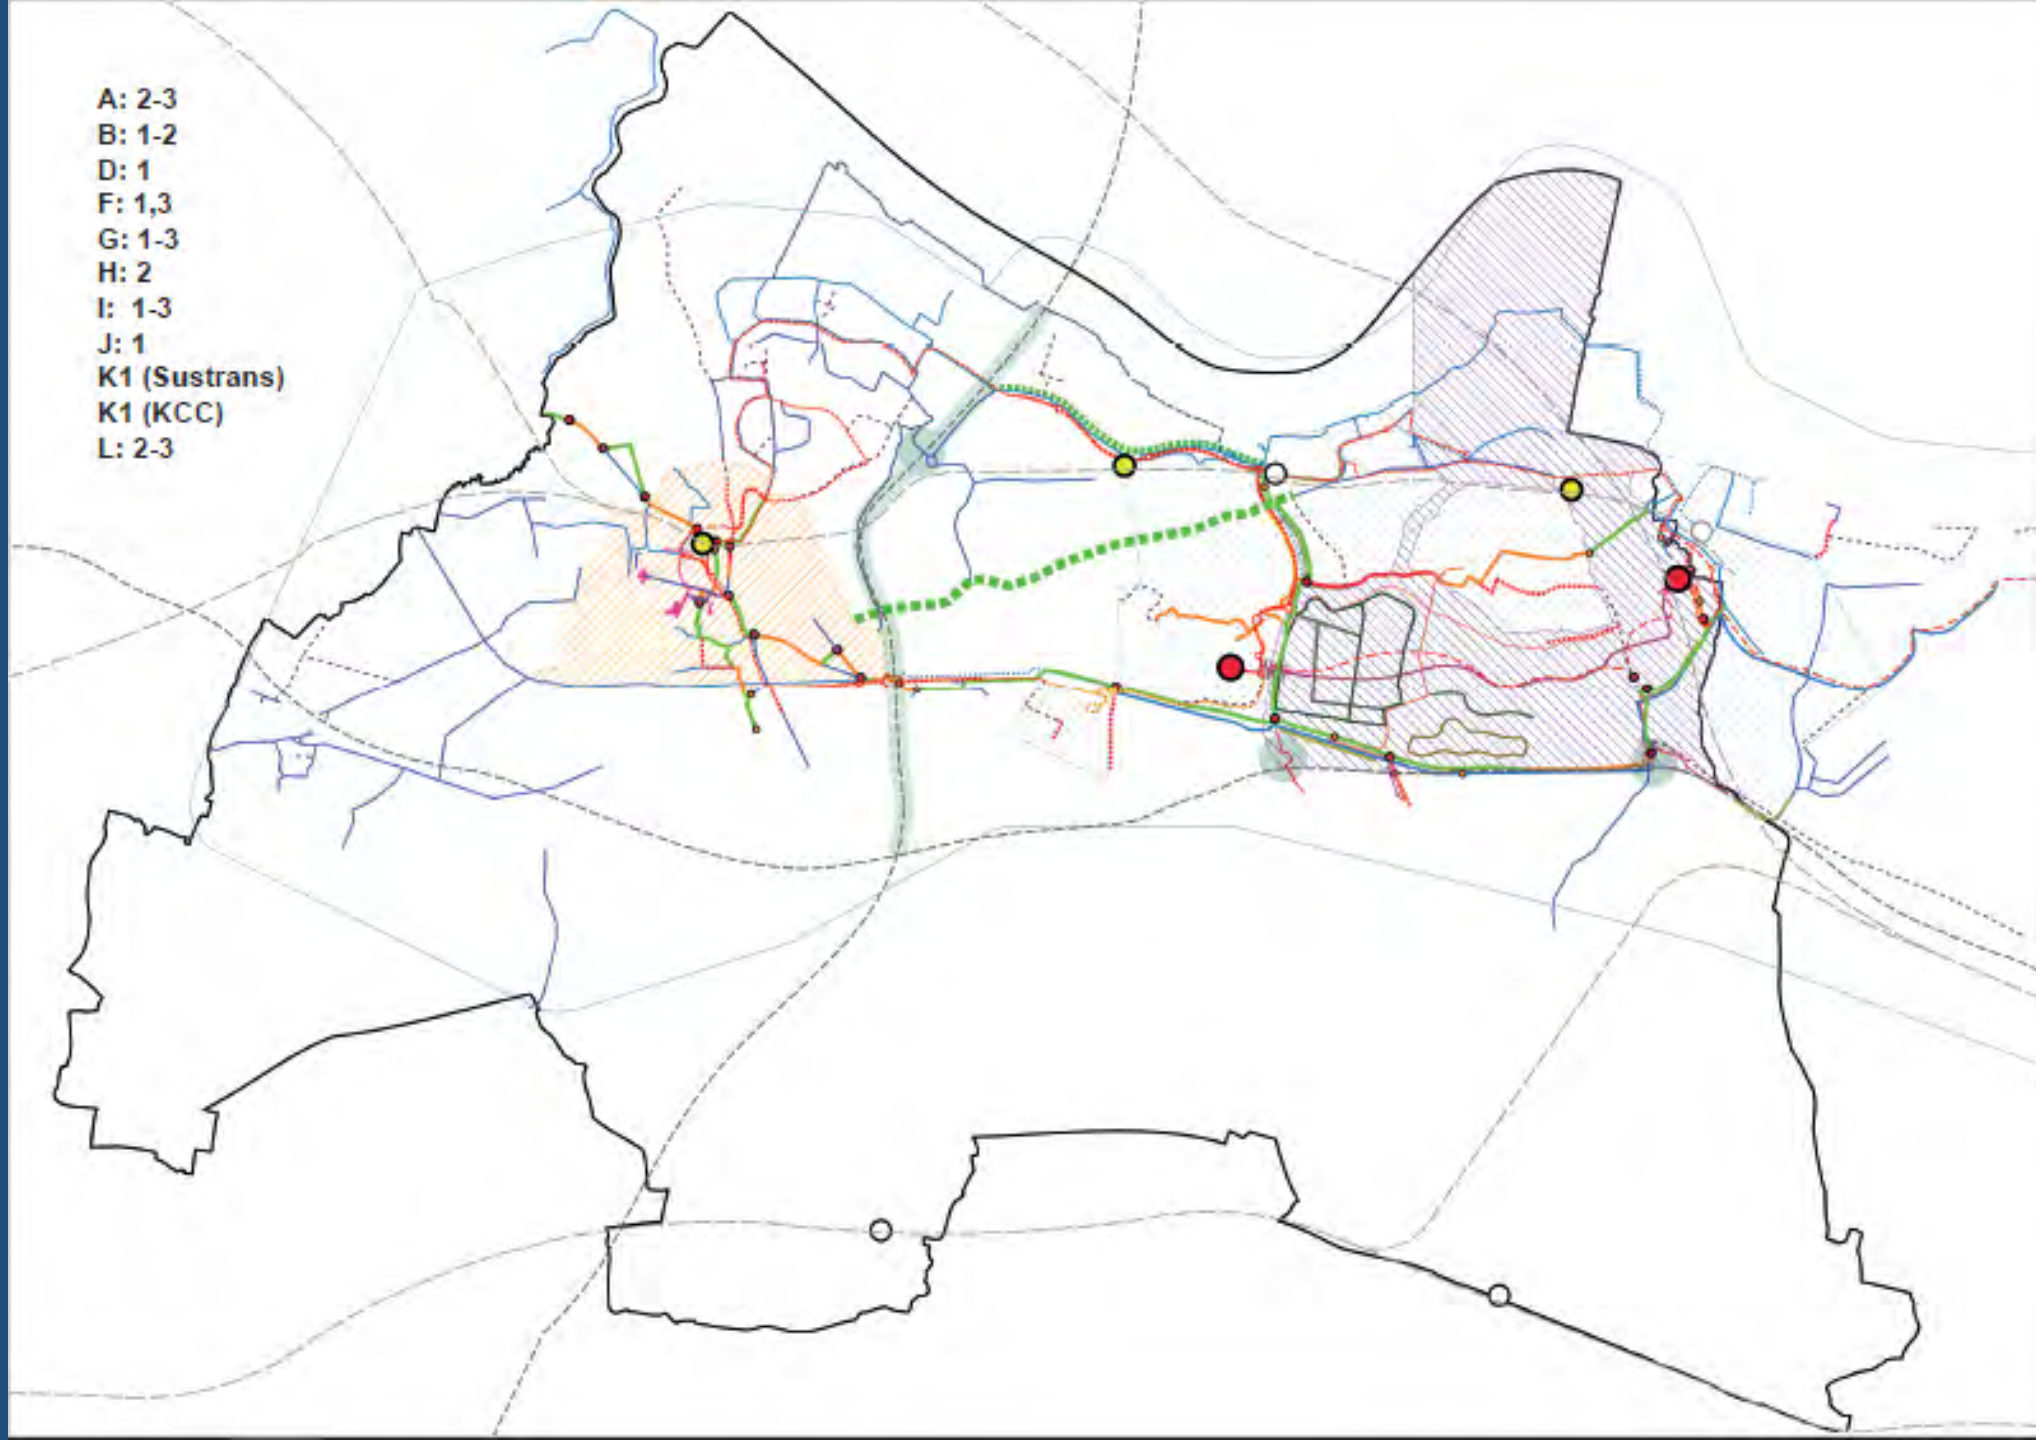 A: 2-3
B: 1-2
D: 1
F: 1,3
G: 1-3
H: 2
I: 1-3
J: 1
K1 (Sustrans)
K1 (KCC)
L: 2-3